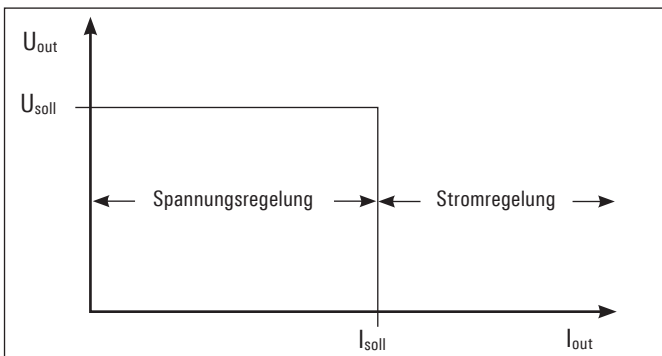 Uout
Usoll
Spannungsregelung
Stromregelung
Isoll
Iout